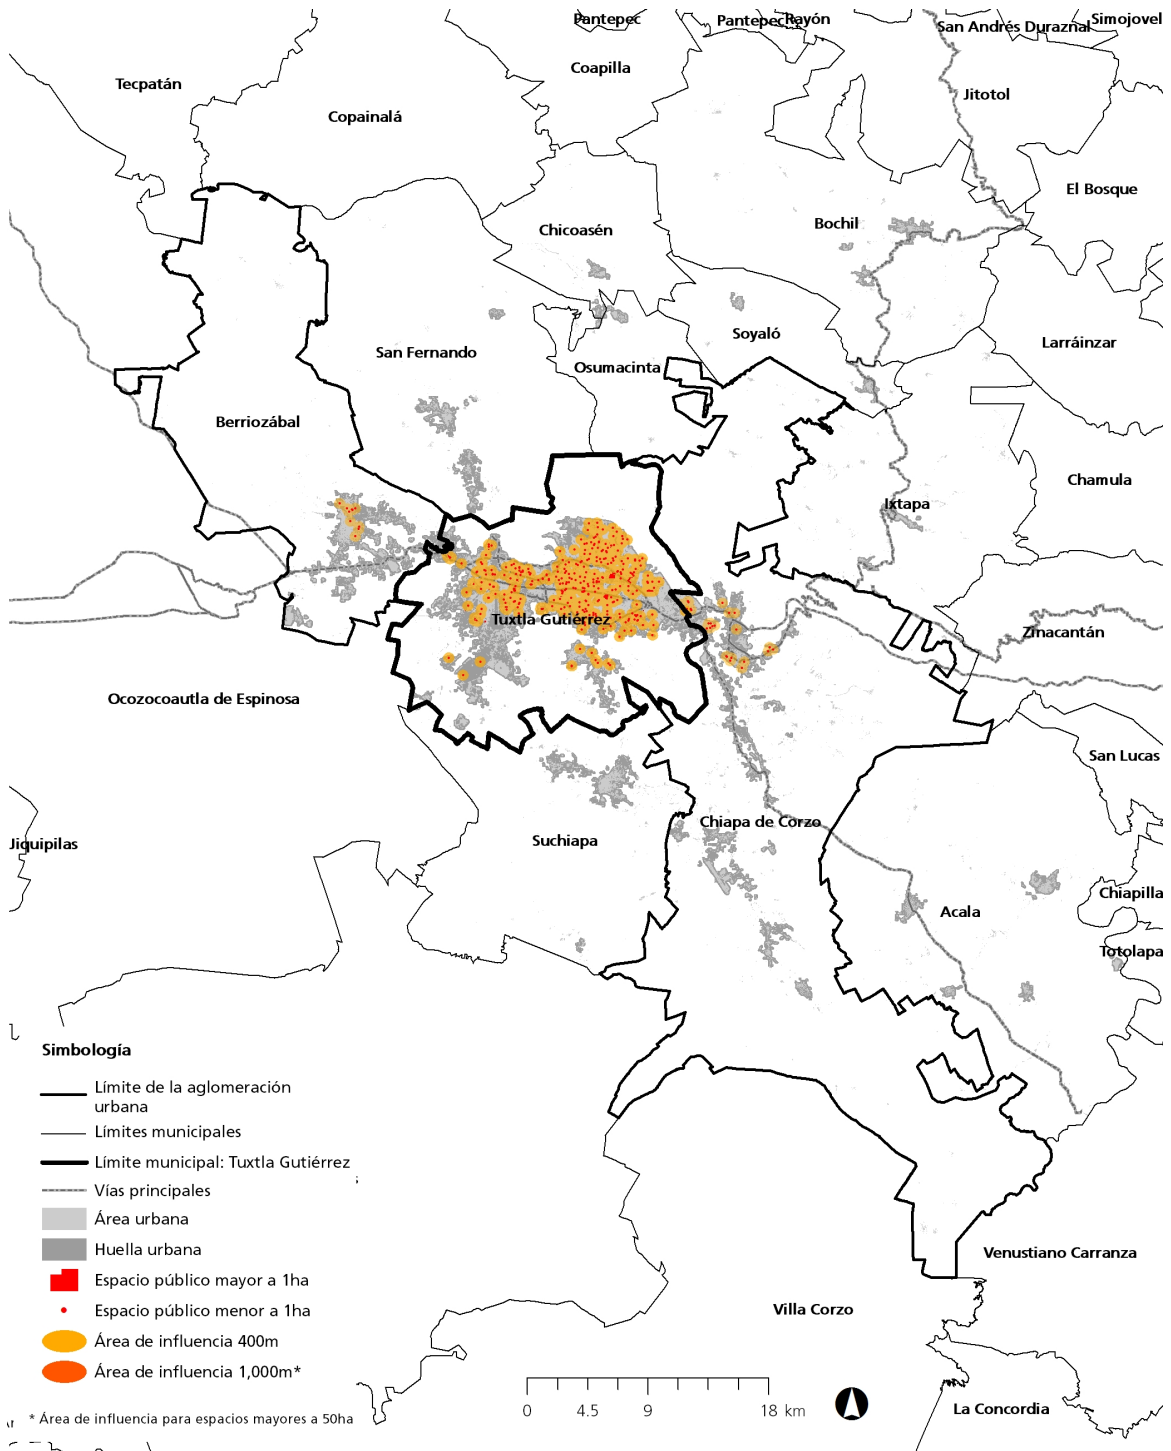 Pantepec
Pantepec
Rayón
San Andrés Duraznal
Simojovel
Coapilla
Tecpatán
Jitotol
Copainalá
El Bosque
Chicoasén
Bochil
Soyaló
Larráinzar
San Fernando
Osumacinta
Berriozábal
Chamula
Ixtapa
Tuxtla Gutiérrez
Zinacantán
Ocozocoautla de Espinosa
San Lucas
Chiapa de Corzo
Suchiapa
Jiquipilas
Chiapilla
Acala
Totolapa
Simbología
Límite de la aglomeración
urbana
Límites municipales
Límite municipal: Tuxtla Gutiérrez
Vías principales
Área urbana
Huella urbana
Espacio público mayor a 1ha
Espacio público menor a 1ha
Área de influencia 400m
Área de influencia 1,000m*
* Área de influencia para espacios mayores a 50ha
Venustiano Carranza
Villa Corzo
La Concordia
0 4.5 9 18 km